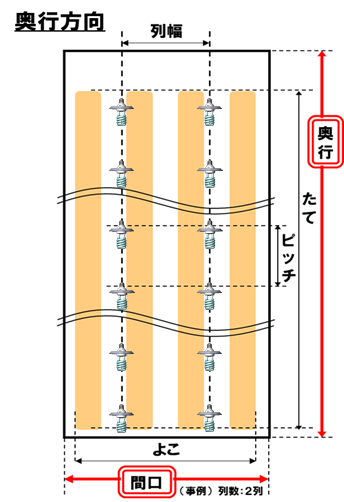 奥行方向
列幅
奥行
たて
ピッチ
よこ
間口
(事例) 列数:2列